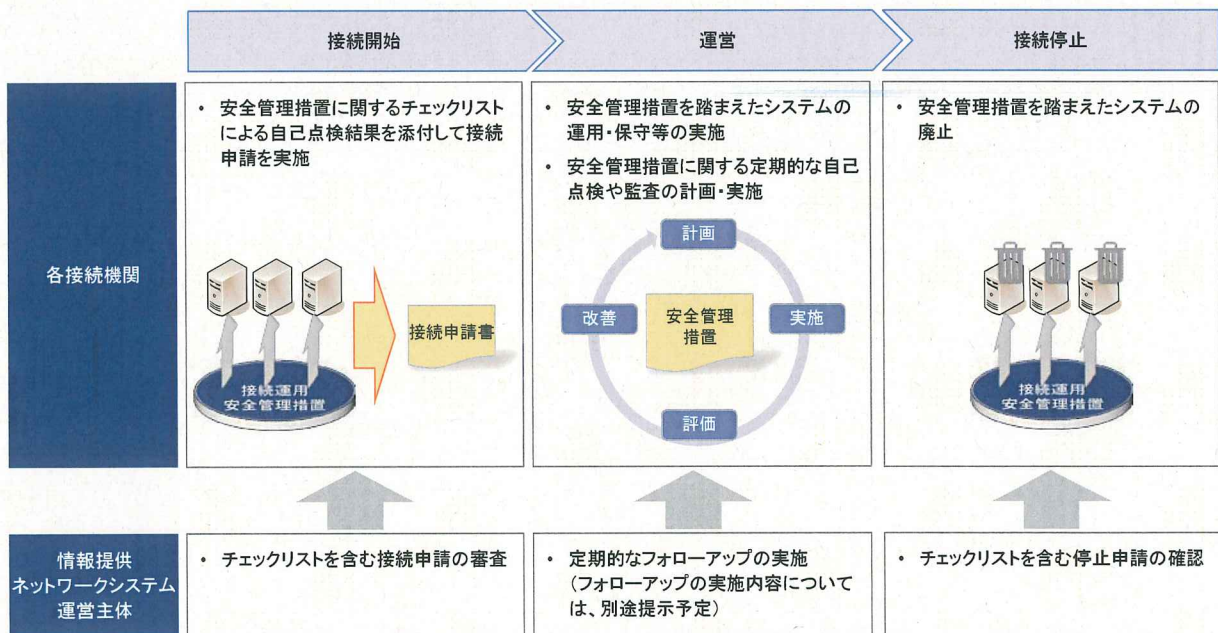 接続開始
運営
接続停止
各接続機関
・ 安全管理措置に関するチェックリスト
による自己点検結果を添付して接続
申請を実施
接続申請書
接続運用
安全管理措置
・ 安全管理措置を踏まえたシステムの
運用・保守等の実施
・ 安全管理措置に関する定期的な自己
点検や監査の計画・実施
計画
改善
安全管理
措置
実施
評価
・ 安全管理措置を踏まえたシステムの
廃止
接続運用
安全管理措置
情報提供
ネットワークシステム
運営主体
・ チェックリストを含む接続申請の審査
・ 定期的なフォローアップの実施
(フォローアップの実施内容について
は、別途提示予定)
・ チェックリストを含む停止申請の確認